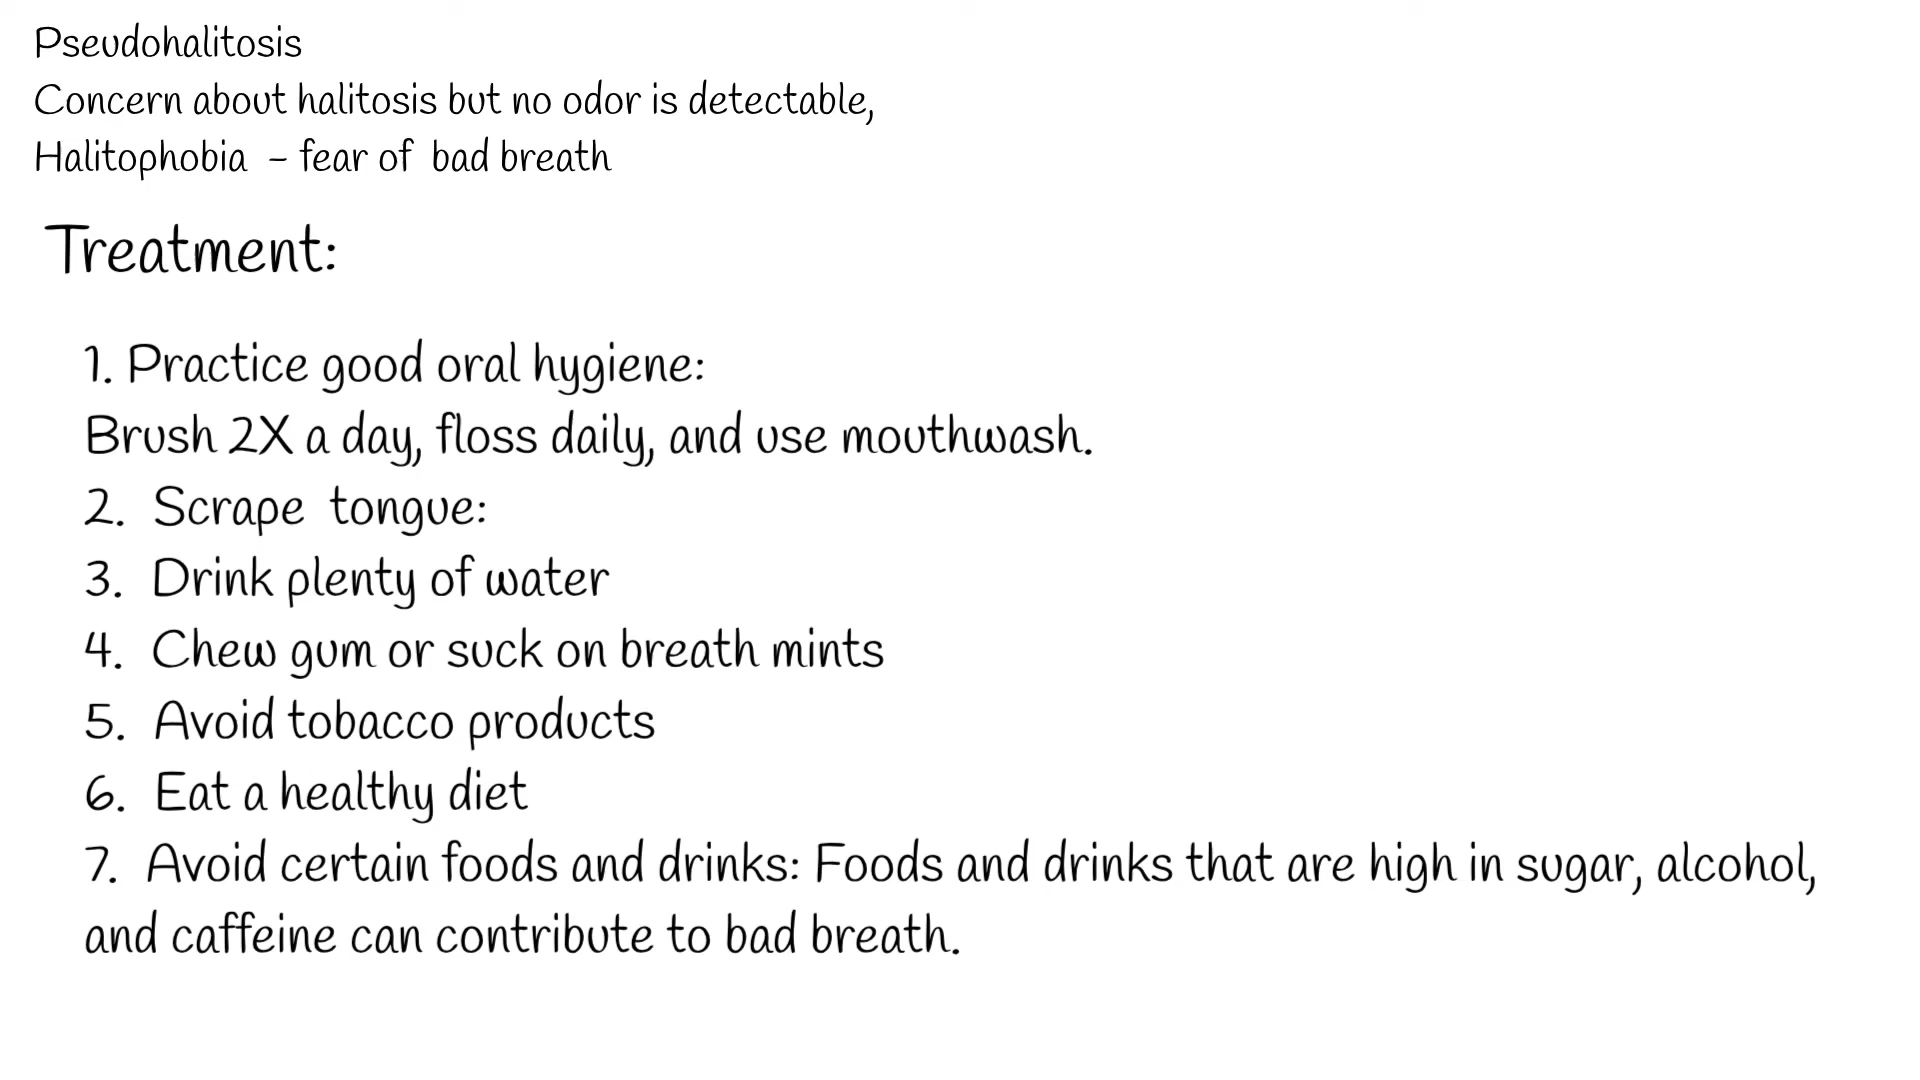 Pseudohalitosis
Concern about halitosis but no odor is detectable,
Halitophobia  – fear of  bad breath
Treatment:
1. Practice good oral hygiene:
Brush 2X a day, floss daily, and use mouthwash.
2.  Scrape  tongue:
3.  Drink plenty of water
4.  Chew gum or suck on breath mints
5.  Avoid tobacco products
6.  Eat a healthy diet
7.  Avoid certain foods and drinks: Foods and drinks that are high in sugar, alcohol,
and caffeine can contribute to bad breath.